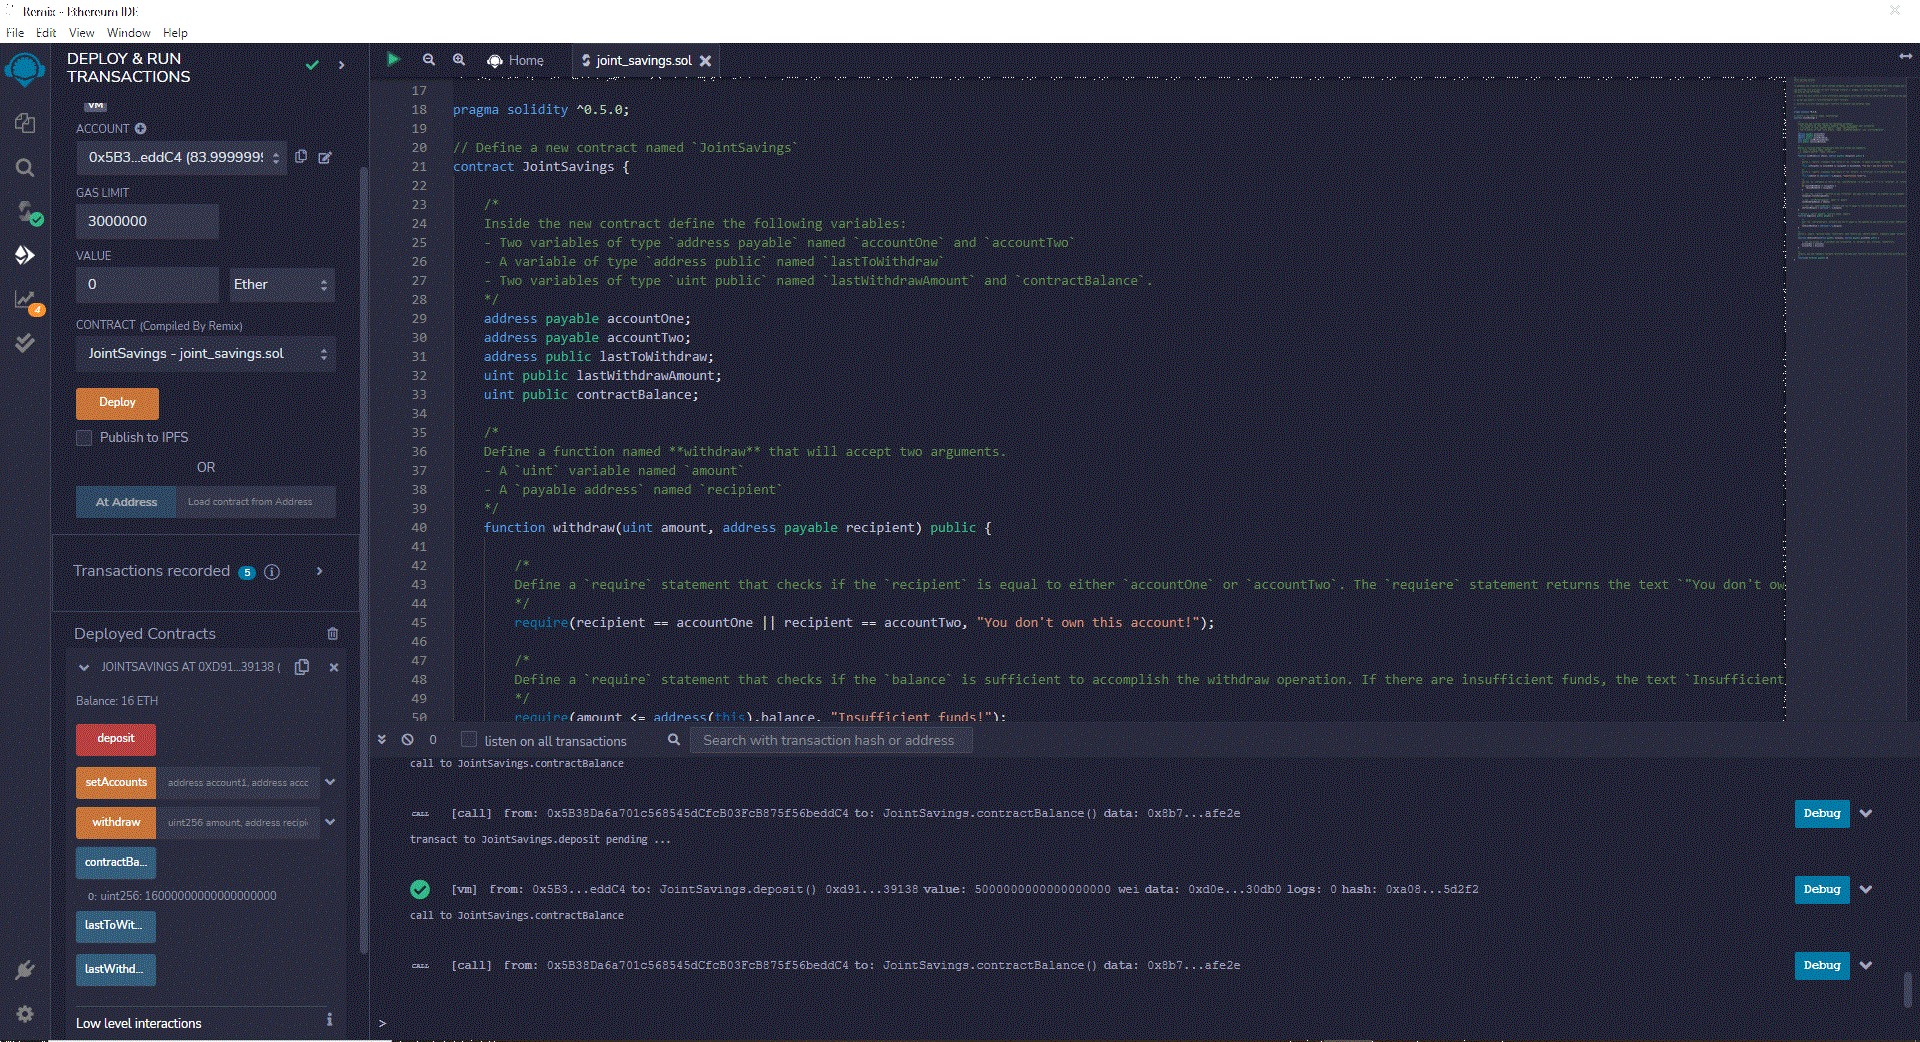 Remix - Ethereum IDE
File Edit View Window Help
DEPLOY & RUN
TRANSACTIONS
VM
ACCOUNT
0x5B3...eddC4 (83.9999999
GAS LIMIT
3000000
VALUE
0
Ether
CONTRACT (Compiled By Remix)
JointSavings - joint_savings.sol
Deploy
Publish to IPFS
OR
At Address
Load contract from Address
Transactions recorded 5
Deployed Contracts
JOINTSAVINGS AT 0XD91...39138 (
Balance: 16 ETH
deposit
setAccounts address account1, address acco
withdraw uint256 amount, address recipi
contractBa...
0: uint256: 16000000000000000000
lastToWit...
lastWithd...
Low level interactions
4
Home
joint_savings.sol
17
18 pragma solidity ^0.5.0;
19
20 // Define a new contract named `JointSavings`
21 contract JointSavings {
22
23 /*
24 Inside the new contract define the following variables:
25 - Two variables of type `address payable` named `accountOne` and `accountTwo`
26 - A variable of type `address public` named `lastToWithdraw`
27 - Two variables of type `uint public` named `lastWithdrawAmount` and `contractBalance`.
28 */
29 address payable accountOne;
30 address payable accountTwo;
31 address public lastToWithdraw;
32 uint public lastWithdrawAmount;
33 uint public contractBalance;
34
35 /*
36 Define a function named **withdraw** that will accept two arguments.
37 - A `uint` variable named `amount`
38 - A `payable address` named `recipient`
39 */
40 function withdraw(uint amount, address payable recipient) public {
41
42 /*
43 Define a `require` statement that checks if the `recipient` is equal to either `accountOne` or `accountTwo`. The `requiere` statement returns the text `"You don't ow
44 */
45 require(recipient == accountOne || recipient == accountTwo, "You don't own this account!");
46
47 /*
48 Define a `require` statement that checks if the `balance` is sufficient to accomplish the withdraw operation. If there are insufficient funds, the text `Insufficient
49 */
50 require(amount <= address(this).balance, "Insufficient funds!");
0 listen on all transactions
Search with transaction hash or address
call to JointSavings.contractBalance
CALL [call] from: 0x5B38Da6a701c568545dCfcB03FcB875f56beddC4 to: JointSavings.contractBalance() data: 0x8b7...afe2e
Debug
transact to JointSavings.deposit pending ...
[vm] from: 0x5B3...eddC4 to: JointSavings.deposit() 0xd91...39138 value: 5000000000000000000 wei data: 0xd0e...30db0 logs: 0 hash: 0xa08...5d2f2
Debug
call to JointSavings.contractBalance
CALL [call] from: 0x5B38Da6a701c568545dCfcB03FcB875f56beddC4 to: JointSavings.contractBalance() data: 0x8b7...afe2e
Debug
>